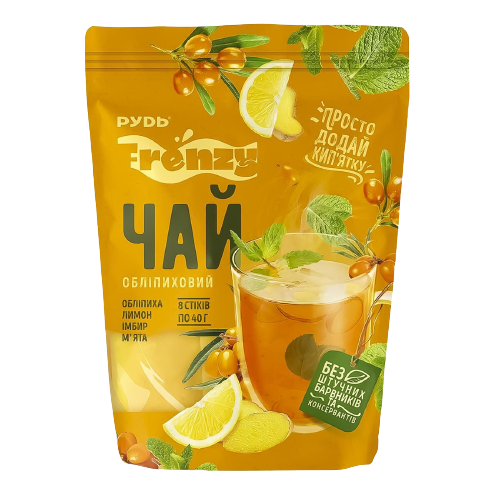 РУДЬ®
Frenzy
ПРОСТО
ДОДАЙ
КИП'ЯТКУ
ЧАЙ
ОБЛІПИХОВИЙ
ОБЛІПИХА
ЛИМОН
ІМБИР
М'ЯТА
8 СТІКІВ
ПО 40 Г
БЕЗ
ШТУЧНИХ
БАРВНИКІВ
ТА
КОНСЕРВАНТІВ